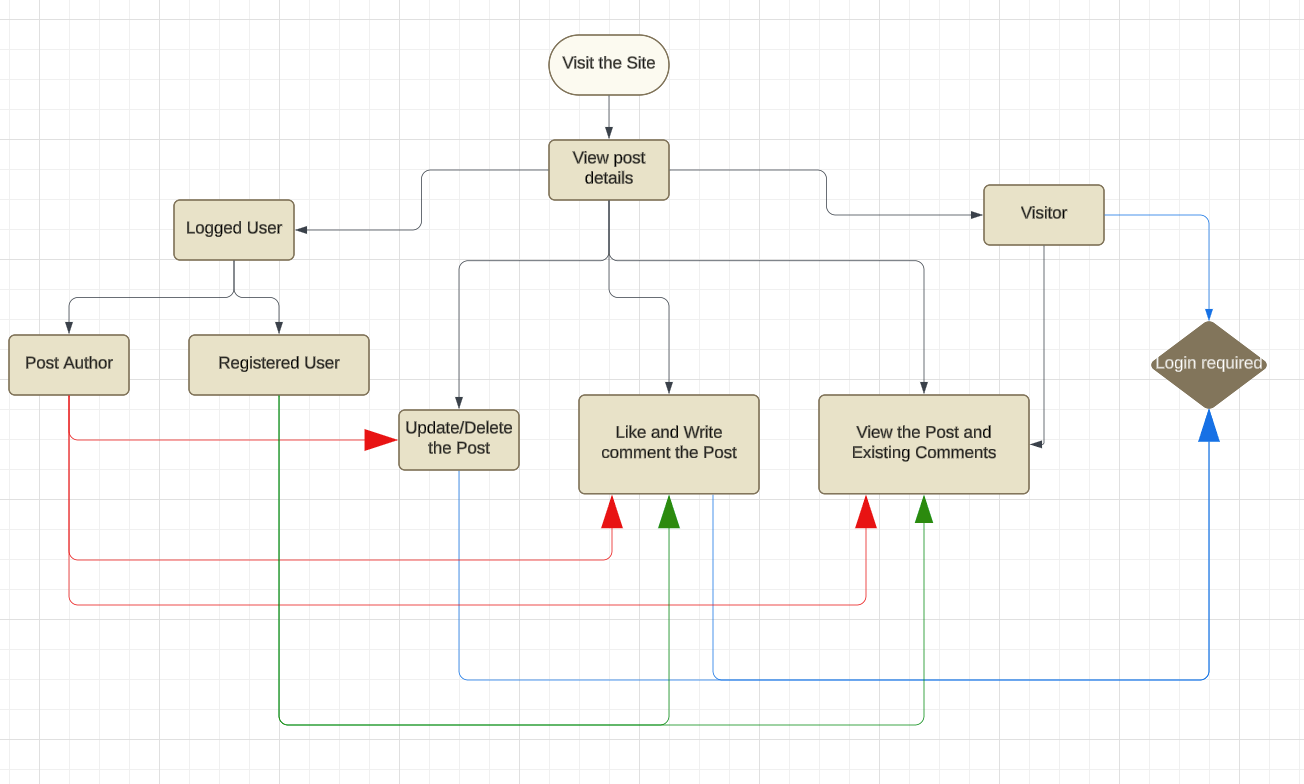 Visit the Site
View post
details
Logged User
Visitor
Post Author
Registered User
Login required
Update/Delete
the Post
Like and Write
comment the Post
View the Post and
Existing Comments